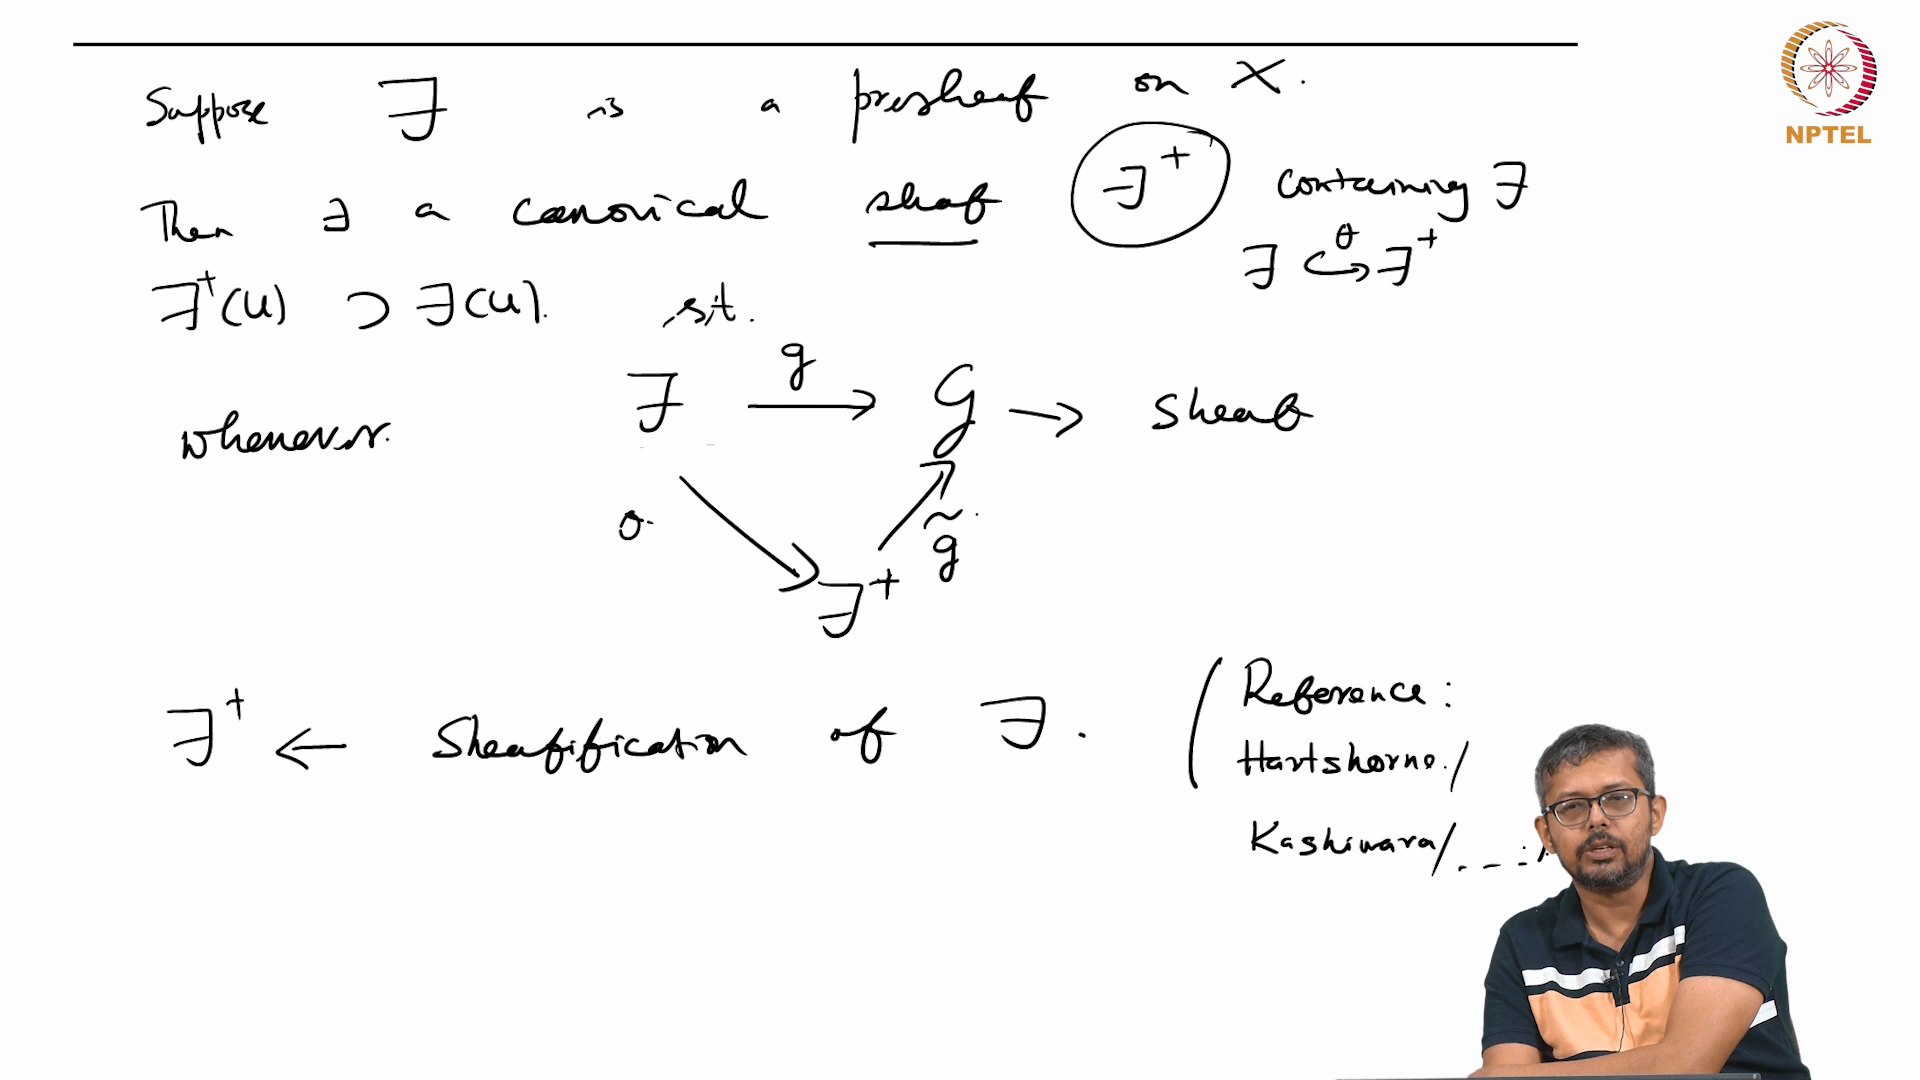 Suppose F is a presheaf on X.
Then ∃ a canonical sheaf F⁺ containing F
F ↪θ F⁺
F⁺(U) ⊃ F(U). s.t.
whenever F →g G → Sheaf
θ g̃
F⁺
F⁺ ← Sheafification of F.
(Reference:
Hartshorne/
Kashiwara/...
NPTEL